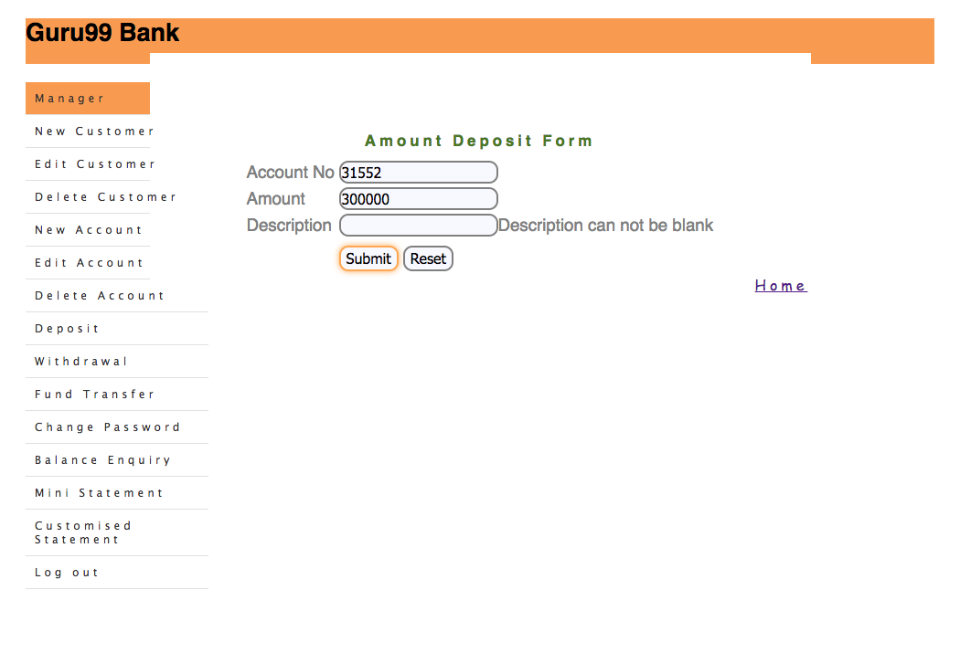 Guru99 Bank
Manager
New Customer
Edit Customer
Delete Customer
New Account
Edit Account
Delete Account
Deposit
Withdrawal
Fund Transfer
Change Password
Balance Enquiry
Mini Statement
Customised
Statement
Log out
Amount Deposit Form
Account No 31552
Amount 300000
Description Description can not be blank
Submit Reset
Home